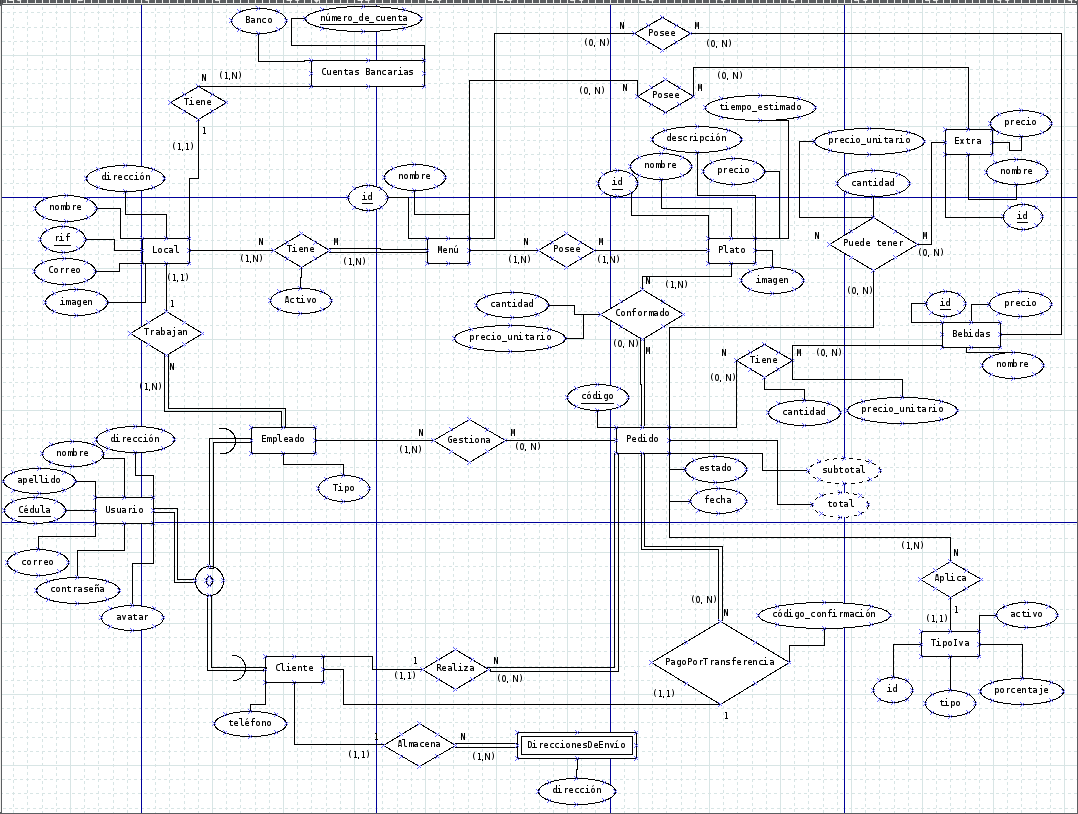 Banco
número_de_cuenta
N
Posee
M
(0, N)
(0, N)
Cuentas Bancarias
N
(1,N)
Tiene
1
(1,1)
(0, N)
M
N
Posee
(0, N)
tiempo_estimado
descripción
precio_unitario
Extra
precio
nombre
id
nombre
precio
cantidad
nombre
id
dirección
nombre
id
nombre
rif
Correo
imagen
Local
(1,1)
N
(1,N)
Tiene
M
(1,N)
Activo
Menú
N
(1,N)
Posee
M
(1,N)
Plato
imagen
N
Puede tener
M
(0, N)
(0, N)
N
(1,N)
cantidad
precio_unitario
Conformado
(0, N)
M
id
precio
Bebidas
nombre
1
Trabajan
N
(1,N)
N
Tiene
M
(0, N)
(0, N)
cantidad
precio_unitario
código
dirección
nombre
apellido
Cédula
correo
contraseña
avatar
Usuario
Empleado
Tipo
N
(1,N)
Gestiona
M
(0, N)
Pedido
estado
fecha
subtotal
total
(1,N)
N
Aplica
1
(1,1)
TipoIva
activo
id
tipo
porcentaje
(0, N)
N
código_confirmación
PagoPorTransferencia
(1,1)
1
Cliente
teléfono
1
(1,1)
Realiza
N
(0, N)
1
(1,1)
Almacena
N
(1,N)
DireccionesDeEnvío
dirección